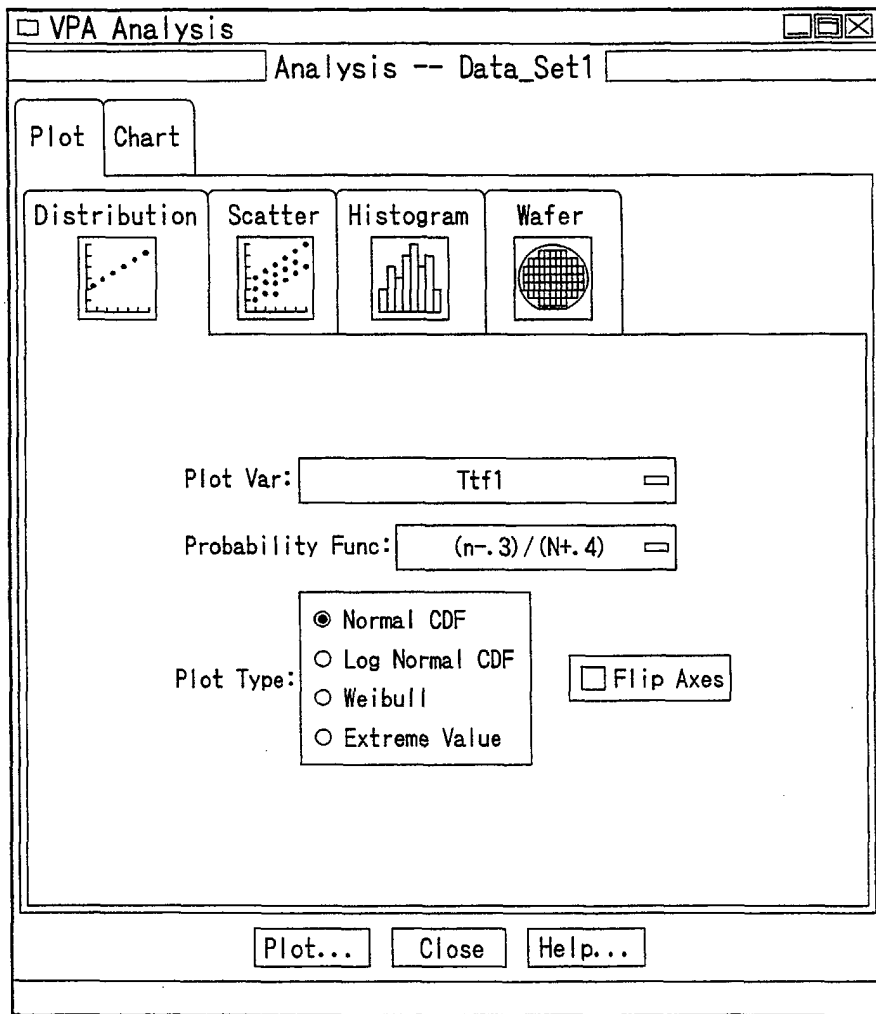 VPA Analysis
Analysis -- Data_Set1
Plot Chart
Distribution Scatter Histogram Wafer
Plot Var: Ttf1
Probability Func: (n-.3)/(N+.4)
Plot Type:
Normal CDF
Log Normal CDF
Weibull
Extreme Value
Flip Axes
Plot... Close Help...